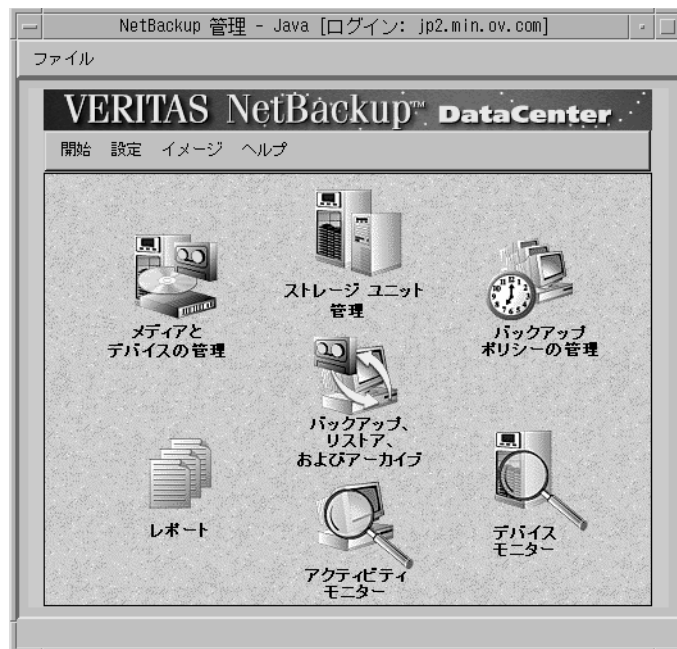 NetBackup 管理 - Java [ログイン: jp2.min.ov.com]
ファイル
VERITAS NetBackup™ DataCenter
開始 設定 イメージ ヘルプ
ストレージ ユニット
管理
メディアと
デバイスの管理
バックアップ
ポリシーの管理
バックアップ、
リストア、
およびアーカイブ
レポート
デバイス
モニター
アクティビティ
モニター